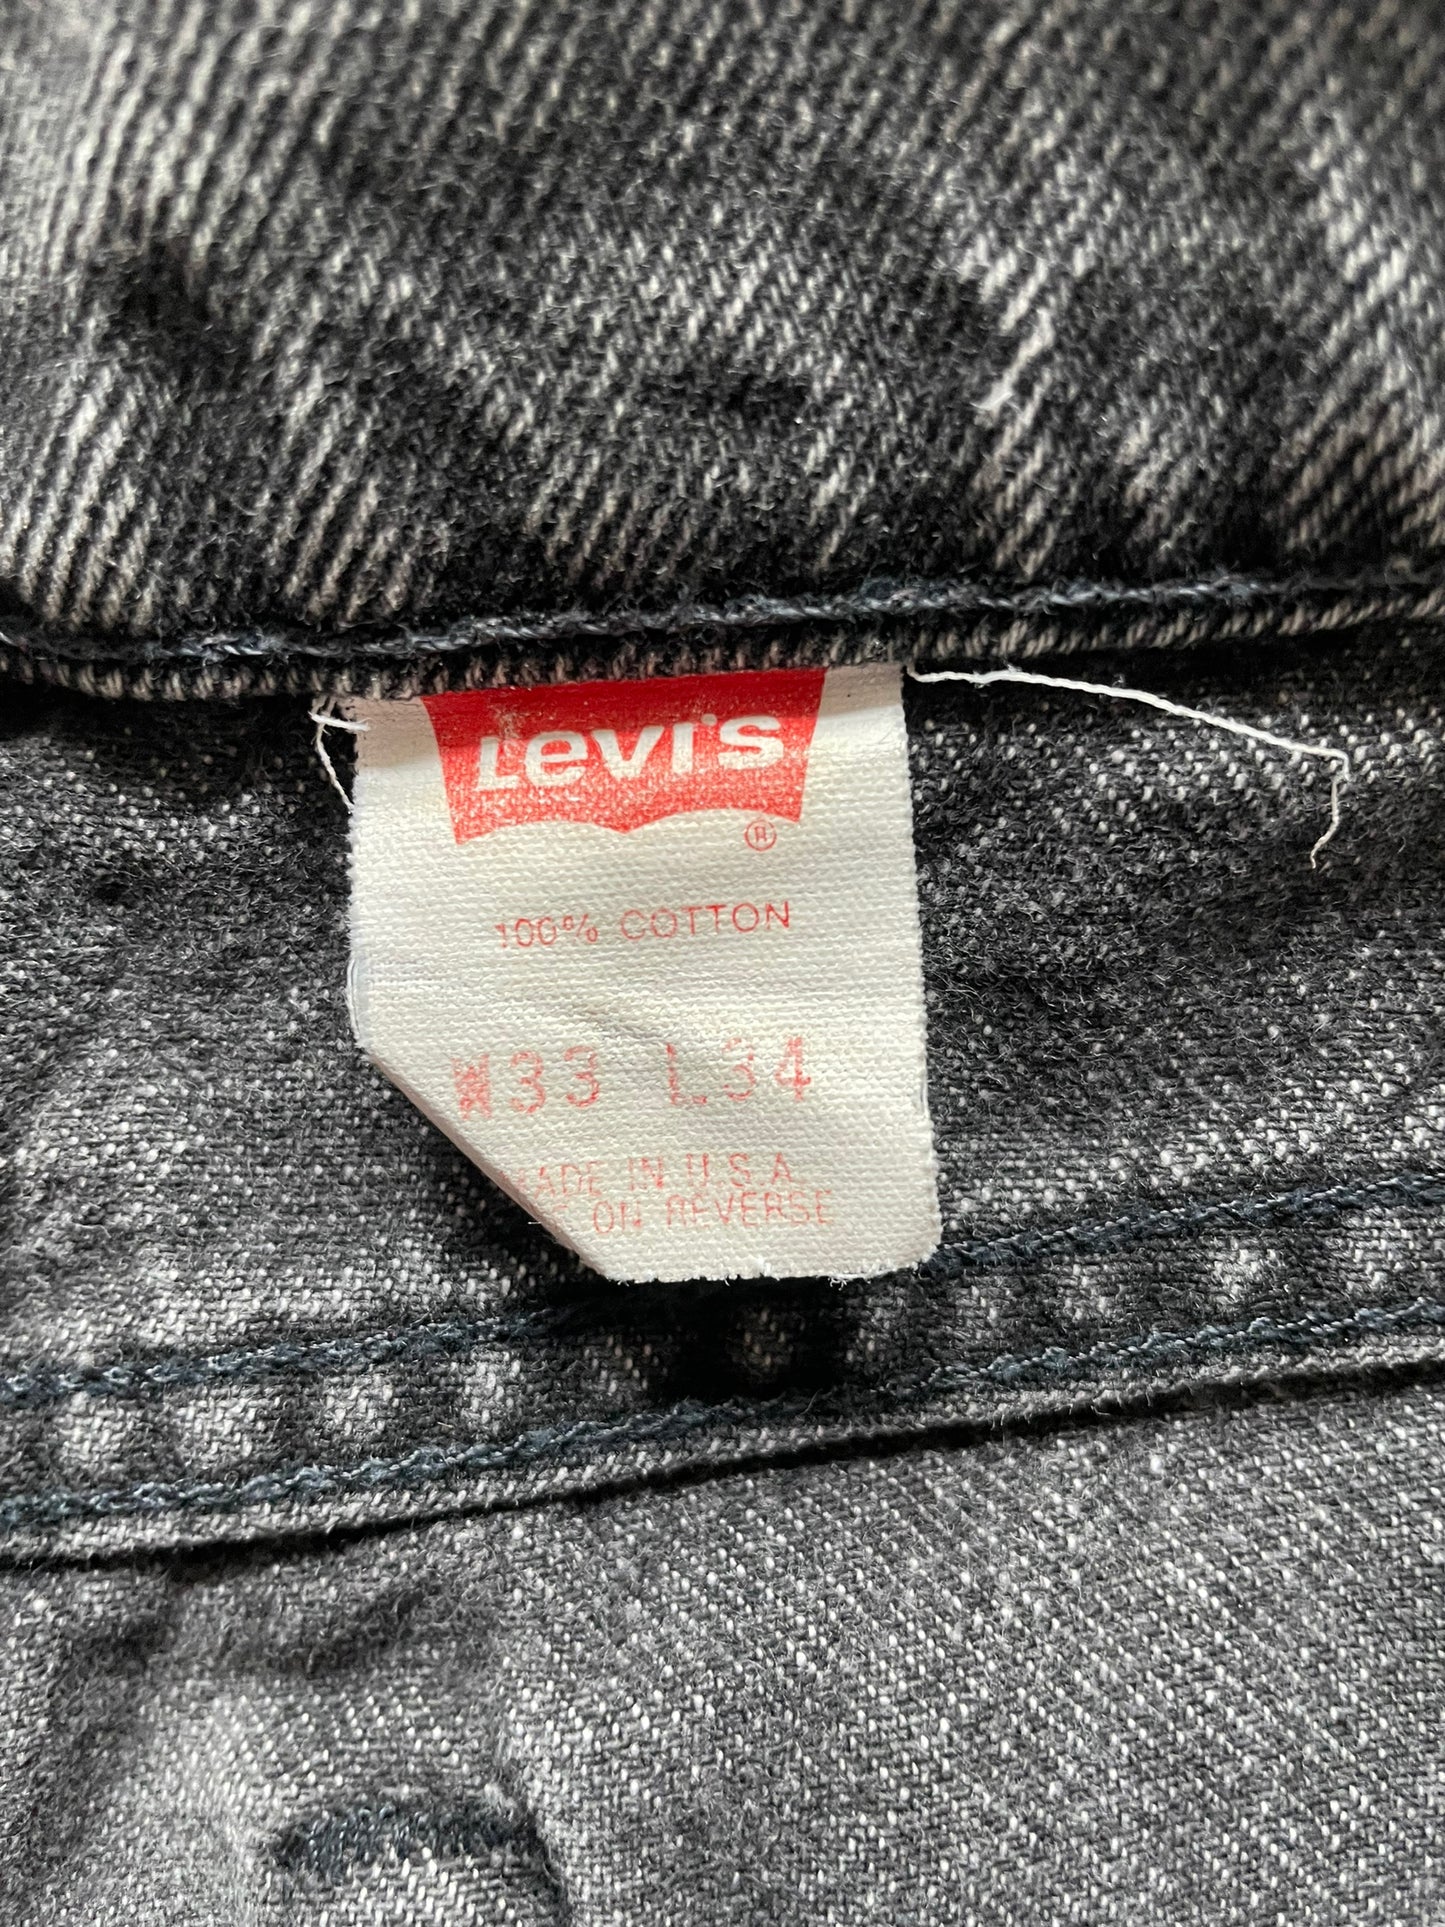 Levi's
®
100% COTTON
W33 L34
MADE IN U.S.A.
ON REVERSE